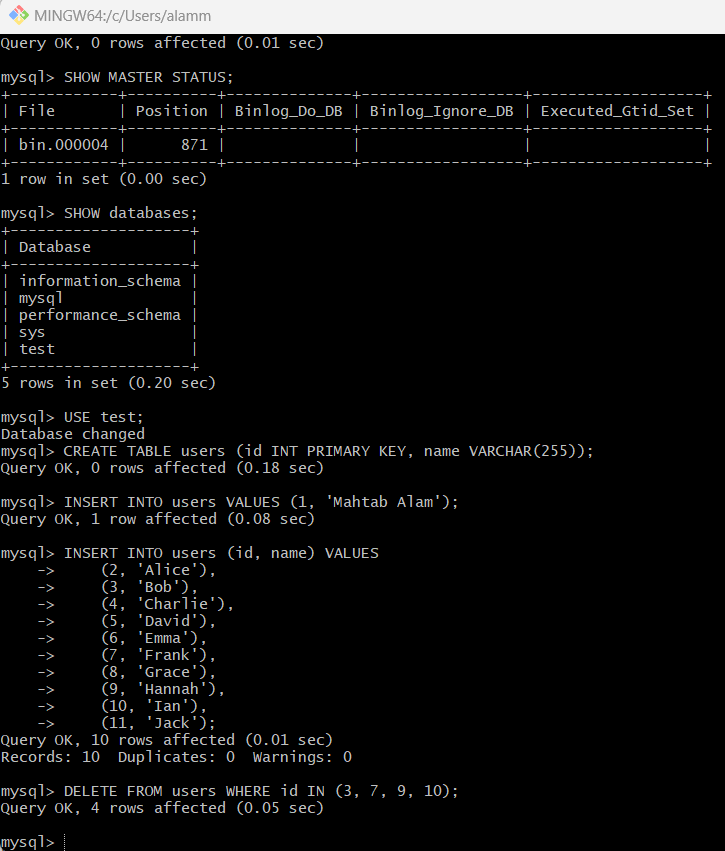 MINGW64:/c/Users/alamm
Query OK, 0 rows affected (0.01 sec)
mysql> SHOW MASTER STATUS;
+------------+----------+--------------+------------------+-------------------+
| File       | Position | Binlog_Do_DB | Binlog_Ignore_DB | Executed_Gtid_Set |
+------------+----------+--------------+------------------+-------------------+
| bin.000004 |      871 |              |                  |                   |
+------------+----------+--------------+------------------+-------------------+
1 row in set (0.00 sec)
mysql> SHOW databases;
+--------------------+
| Database           |
+--------------------+
| information_schema |
| mysql              |
| performance_schema |
| sys                |
| test               |
+--------------------+
5 rows in set (0.20 sec)
mysql> USE test;
Database changed
mysql> CREATE TABLE users (id INT PRIMARY KEY, name VARCHAR(255));
Query OK, 0 rows affected (0.18 sec)
mysql> INSERT INTO users VALUES (1, 'Mahtab Alam');
Query OK, 1 row affected (0.08 sec)
mysql> INSERT INTO users (id, name) VALUES
    ->     (2, 'Alice'),
    ->     (3, 'Bob'),
    ->     (4, 'Charlie'),
    ->     (5, 'David'),
    ->     (6, 'Emma'),
    ->     (7, 'Frank'),
    ->     (8, 'Grace'),
    ->     (9, 'Hannah'),
    ->     (10, 'Ian'),
    ->     (11, 'Jack');
Query OK, 10 rows affected (0.01 sec)
Records: 10  Duplicates: 0  Warnings: 0
mysql> DELETE FROM users WHERE id IN (3, 7, 9, 10);
Query OK, 4 rows affected (0.05 sec)
mysql>